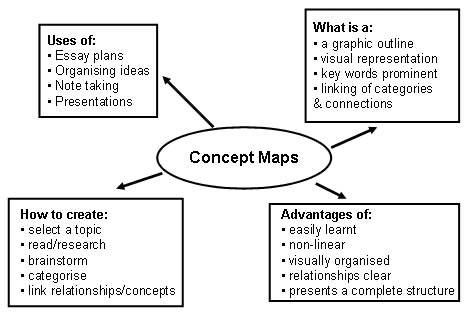 Uses of:
• Essay plans
• Organising ideas
• Note taking
• Presentations
What is a:
• a graphic outline
• visual representation
• key words prominent
• linking of categories
& connections
Concept Maps
How to create:
• select a topic
• read/research
• brainstorm
• categorise
• link relationships/concepts
Advantages of:
• easily learnt
• non-linear
• visually organised
• relationships clear
• presents a complete structure